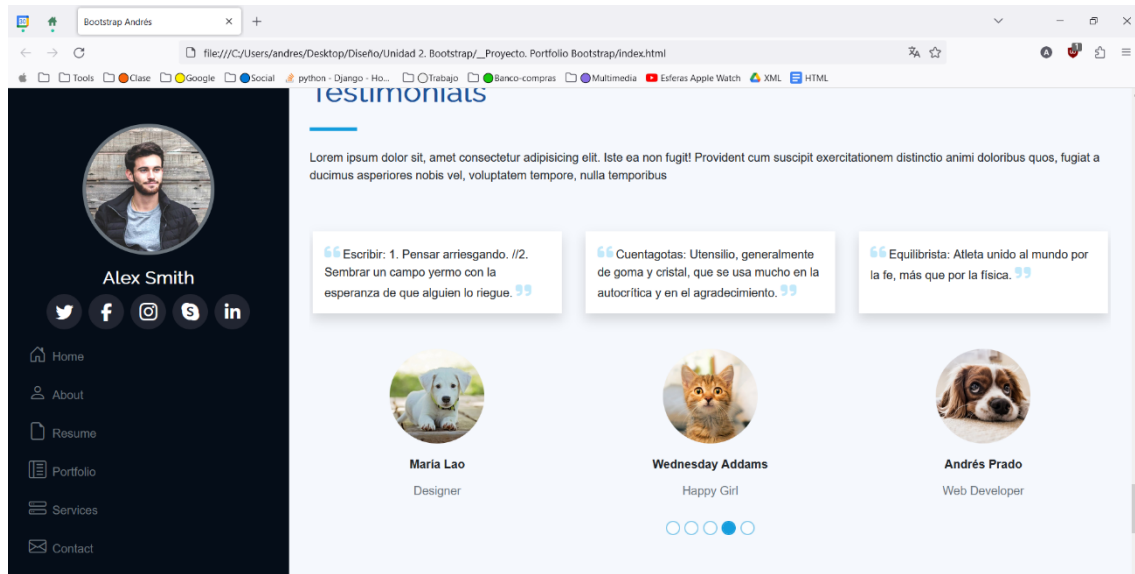 Bootstrap Andrés
file:///C:/Users/andres/Desktop/Diseño/Unidad 2. Bootstrap/__Proyecto. Portfolio Bootstrap/index.html
Tools Clase Google Social python - Django - Ho... Trabajo Banco-compras Multimedia Esferas Apple Watch XML HTML
Testimonials
Lorem ipsum dolor sit, amet consectetur adipisicing elit. Iste ea non fugit! Provident cum suscipit exercitationem distinctio animi doloribus quos, fugiat a
ducimus asperiores nobis vel, voluptatem tempore, nulla temporibus
Alex Smith
Home
About
Resume
Portfolio
Services
Contact
Escribir: 1. Pensar arriesgando. //2.
Sembrar un campo yermo con la
esperanza de que alguien lo riegue.
Cuentagotas: Utensilio, generalmente
de goma y cristal, que se usa mucho en la
autocrítica y en el agradecimiento.
Equilibrista: Atleta unido al mundo por
la fe, más que por la física.
María Lao
Designer
Wednesday Addams
Happy Girl
Andrés Prado
Web Developer